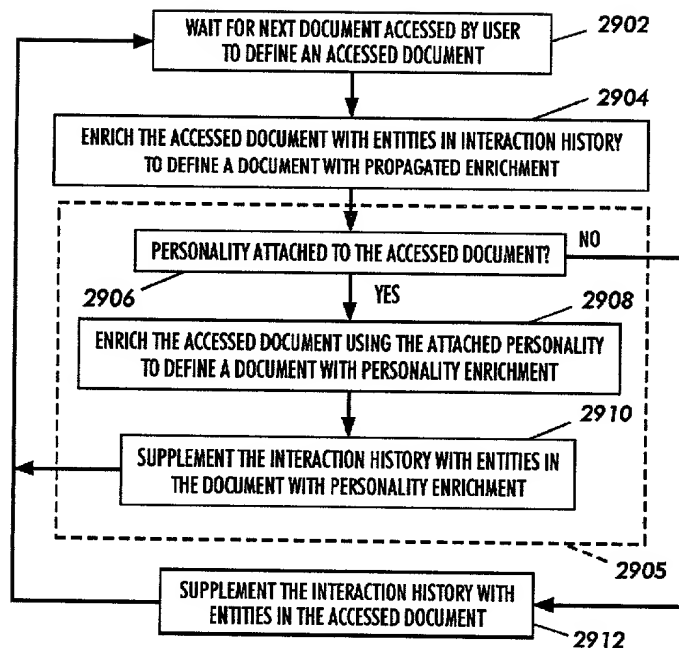 WAIT FOR NEXT DOCUMENT ACCESSED BY USER
TO DEFINE AN ACCESSED DOCUMENT
2902
2904
ENRICH THE ACCESSED DOCUMENT WITH ENTITIES IN INTERACTION HISTORY
TO DEFINE A DOCUMENT WITH PROPAGATED ENRICHMENT
PERSONALITY ATTACHED TO THE ACCESSED DOCUMENT?
NO
2906
YES
2908
ENRICH THE ACCESSED DOCUMENT USING THE ATTACHED PERSONALITY
TO DEFINE A DOCUMENT WITH PERSONALITY ENRICHMENT
2910
SUPPLEMENT THE INTERACTION HISTORY WITH ENTITIES IN
THE DOCUMENT WITH PERSONALITY ENRICHMENT
2905
SUPPLEMENT THE INTERACTION HISTORY WITH
ENTITIES IN THE ACCESSED DOCUMENT
2912